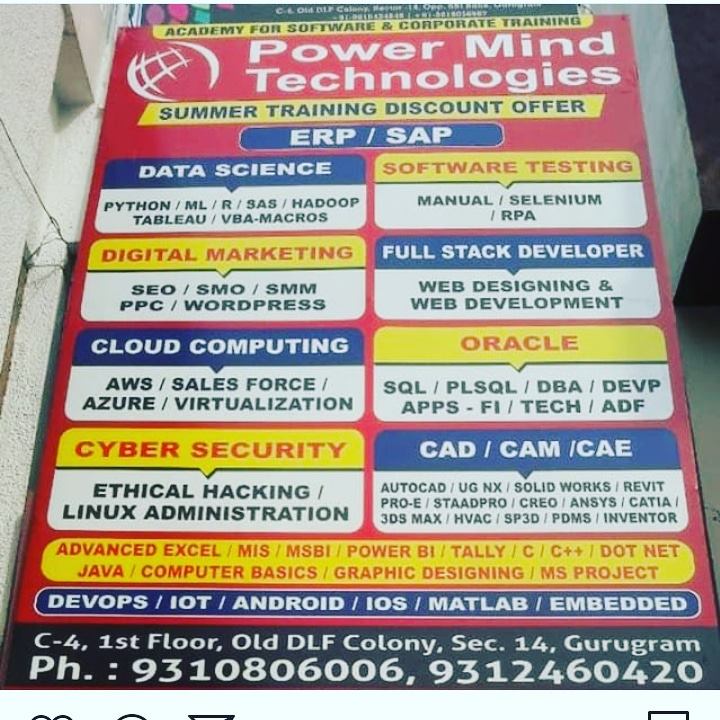 C-4, Old DLF Colony, Sector -14, Opp. SBI Bank, Gurugram
ACADEMY FOR SOFTWARE & CORPORATE TRAINING
Power Mind
Technologies
SUMMER TRAINING DISCOUNT OFFER
ERP / SAP
DATA SCIENCE
PYTHON / ML / R / SAS / HADOOP
TABLEAU / VBA-MACROS
SOFTWARE TESTING
MANUAL / SELENIUM
/ RPA
DIGITAL MARKETING
SEO / SMO / SMM
PPC / WORDPRESS
FULL STACK DEVELOPER
WEB DESIGNING &
WEB DEVELOPMENT
CLOUD COMPUTING
AWS / SALES FORCE /
AZURE / VIRTUALIZATION
ORACLE
SQL / PLSQL / DBA / DEVP
APPS - FI / TECH / ADF
CYBER SECURITY
ETHICAL HACKING /
LINUX ADMINISTRATION
CAD / CAM /CAE
AUTOCAD / UG NX / SOLID WORKS / REVIT
PRO-E / STAADPRO / CREO / ANSYS / CATIA /
3DS MAX / HVAC / SP3D / PDMS / INVENTOR
ADVANCED EXCEL / MIS / MSBI / POWER BI / TALLY / C / C++ / DOT NET
JAVA / COMPUTER BASICS / GRAPHIC DESIGNING / MS PROJECT
DEVOPS / IOT / ANDROID / IOS / MATLAB / EMBEDDED
C-4, 1st Floor, Old DLF Colony, Sec. 14, Gurugram
Ph. : 9310806006, 9312460420